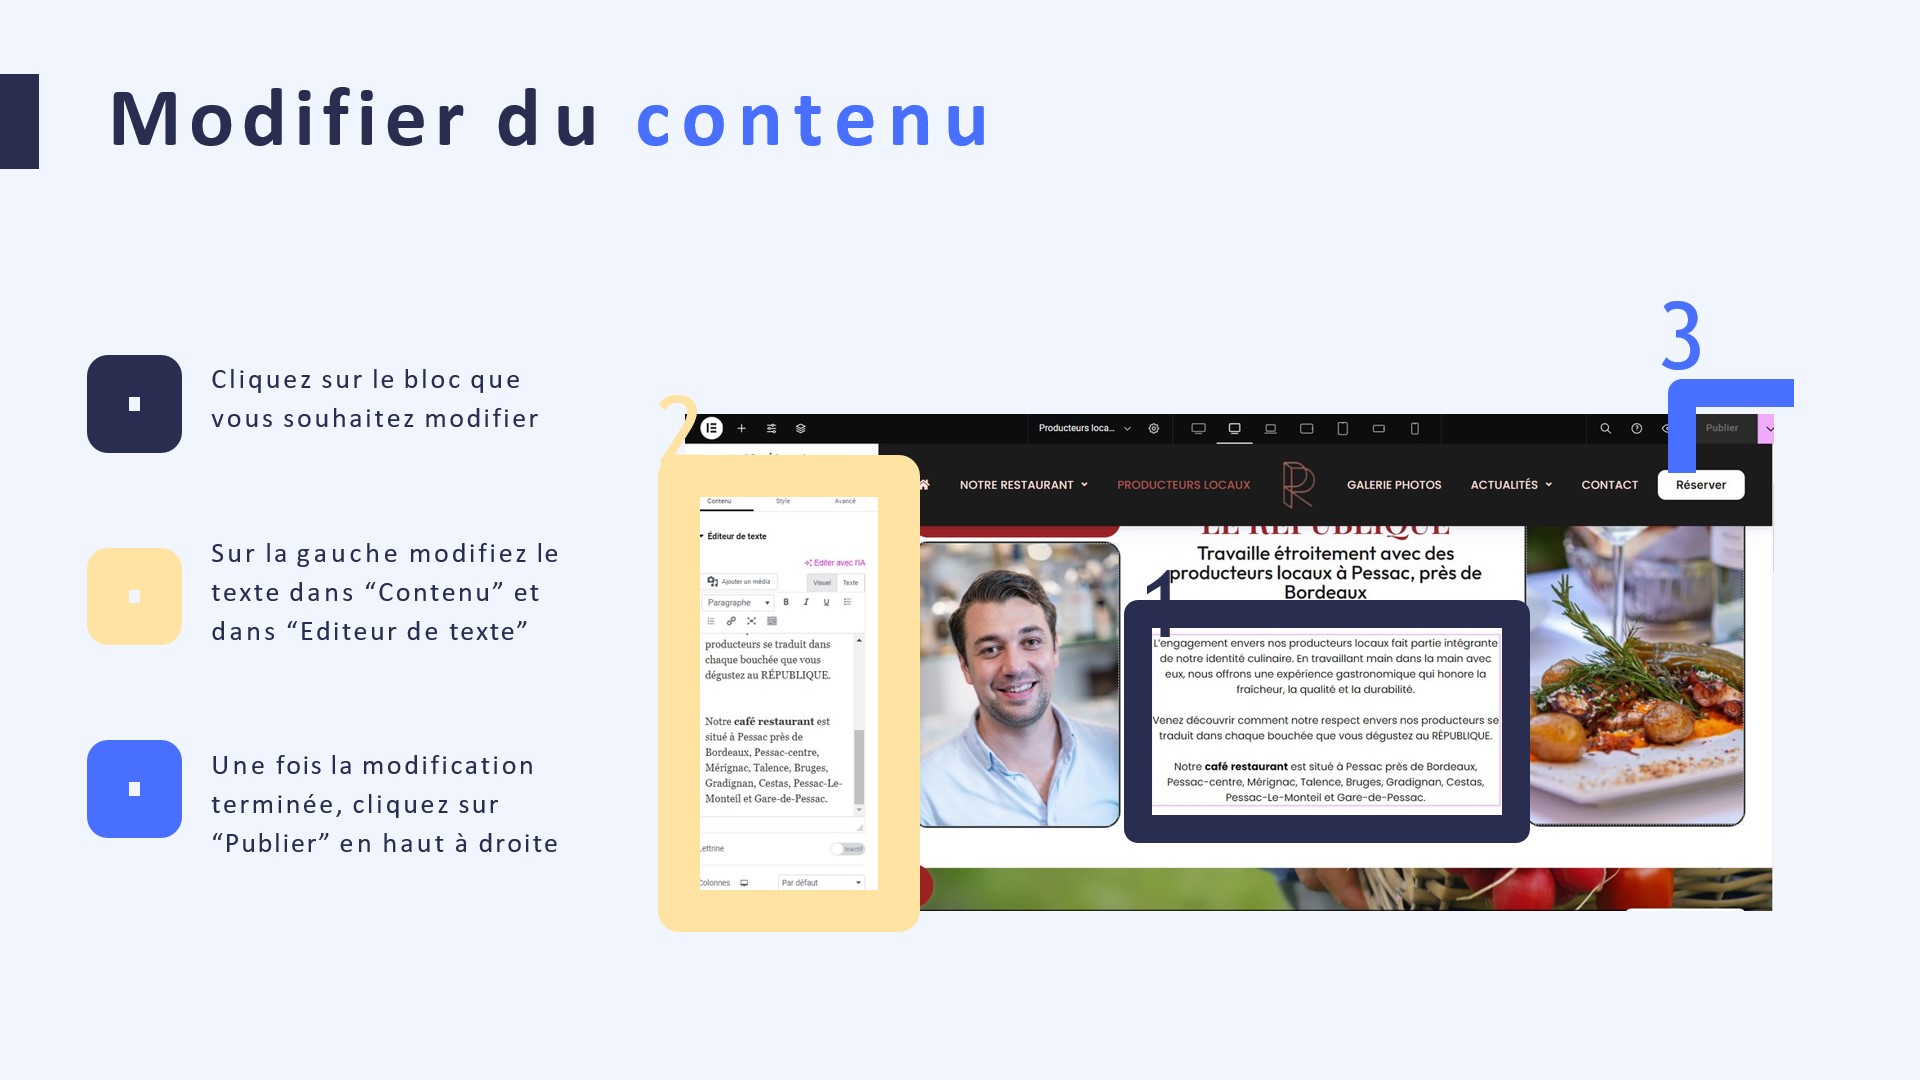 Modifier du contenu
Cliquez sur le bloc que
vous souhaitez modifier
Sur la gauche modifiez le
texte dans “Contenu” et
dans “Editeur de texte”
Une fois la modification
terminée, cliquez sur
“Publier” en haut à droite
3
2
Producteurs loca...
Publier
NOTRE RESTAURANT
PRODUCTEURS LOCAUX
GALERIE PHOTOS
ACTUALITÉS
CONTACT
Réserver
Contenu
Style
Avancé
Éditeur de texte
Editer avec l'IA
Ajouter un média
Visuel
Texte
Paragraphe
B
I
U
producteurs se traduit dans
chaque bouchée que vous
dégustez au RÉPUBLIQUE.
Notre café restaurant est
situé à Pessac près de
Bordeaux, Pessac-centre,
Mérignac, Talence, Bruges,
Gradignan, Cestas, Pessac-Le-
Monteil et Gare-de-Pessac.
Lettrine
Inactif
Colonnes
Par défaut
LE RÉPUBLIQUE
Travaille étroitement avec des
producteurs locaux à Pessac, près de
Bordeaux
1
L'engagement envers nos producteurs locaux fait partie intégrante
de notre identité culinaire. En travaillant main dans la main avec
eux, nous offrons une expérience gastronomique qui honore la
fraîcheur, la qualité et la durabilité.
Venez découvrir comment notre respect envers nos producteurs se
traduit dans chaque bouchée que vous dégustez au RÉPUBLIQUE.
Notre café restaurant est situé à Pessac près de Bordeaux,
Pessac-centre, Mérignac, Talence, Bruges, Gradignan, Cestas,
Pessac-Le-Monteil et Gare-de-Pessac.